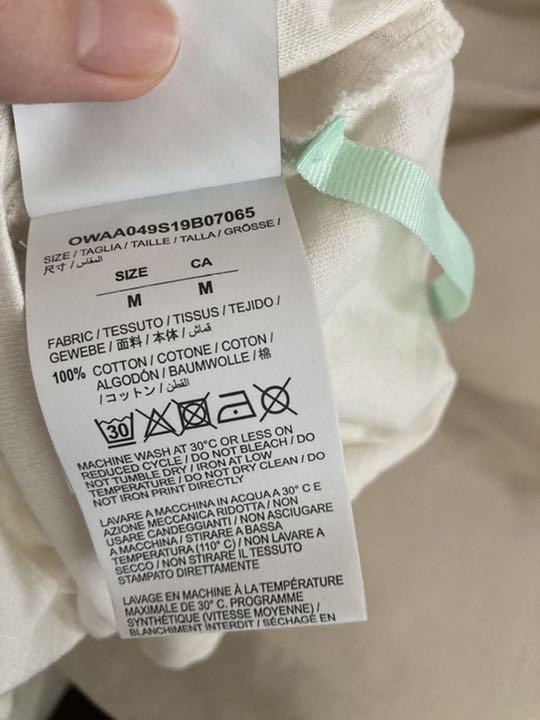 OWAA049S19B07065
SIZE / TAGLIA / TAILLE / TALLA / GRÖSSE /
尺寸 / المقاس
SIZE CA
M M
FABRIC / TESSUTO / TISSUS / TEJIDO /
GEWEBE / 面料 / 本体 / قماش
100% COTTON / COTONE / COTON /
ALGODÓN / BAUMWOLLE / 棉
/ コットン / القطن
30
MACHINE WASH AT 30°C OR LESS ON
REDUCED CYCLE / DO NOT BLEACH / DO
NOT TUMBLE DRY / IRON AT LOW
TEMPERATURE / DO NOT DRY CLEAN / DO
NOT IRON PRINT DIRECTLY
LAVARE A MACCHINA IN ACQUA A 30° C E
AZIONE MECCANICA RIDOTTA / NON
USARE CANDEGGIANTI / NON ASCIUGARE
A MACCHINA / STIRARE A BASSA
TEMPERATURA (110° C) / NON LAVARE A
SECCO / NON STIRARE IL TESSUTO
STAMPATO DIRETTAMENTE
LAVAGE EN MACHINE À LA TEMPÉRATURE
MAXIMALE DE 30° C. PROGRAMME
SYNTHÉTIQUE (VITESSE MOYENNE) /
BLANCHIMENT INTERDIT / SÉCHAGE EN